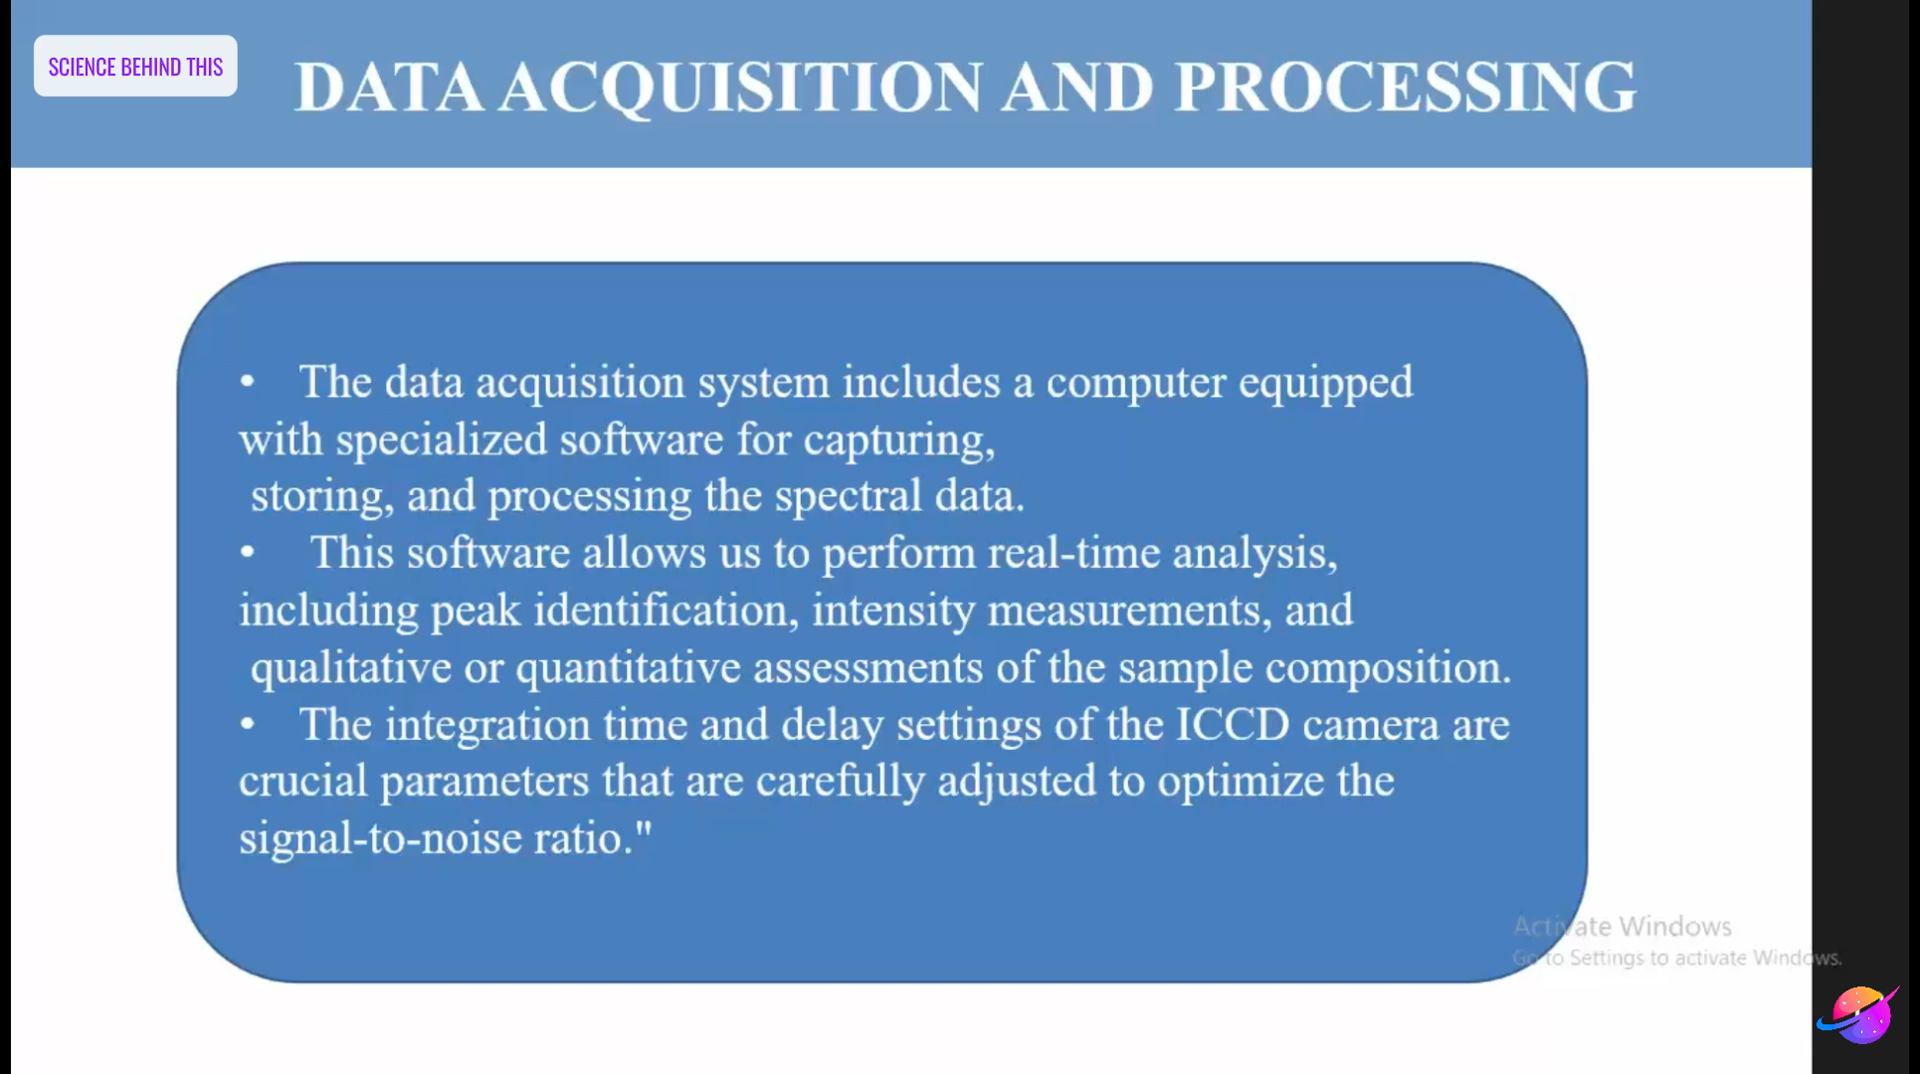 SCIENCE BEHIND THIS
DATA ACQUISITION AND PROCESSING
• The data acquisition system includes a computer equipped
with specialized software for capturing,
storing, and processing the spectral data.
• This software allows us to perform real-time analysis,
including peak identification, intensity measurements, and
qualitative or quantitative assessments of the sample composition.
• The integration time and delay settings of the ICCD camera are
crucial parameters that are carefully adjusted to optimize the
signal-to-noise ratio."
Activate Windows
Go to Settings to activate Windows.